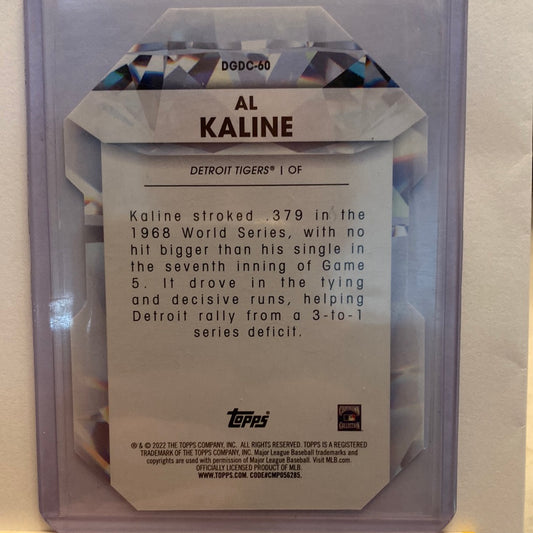 DGDC-60
AL
KALINE
DETROIT TIGERS® | OF
Kaline stroked .379 in the
1968 World Series, with no
hit bigger than his single in
the seventh inning of Game
5. It drove in the tying
and decisive runs, helping
Detroit rally from a 3-to-1
series deficit.
TOPPS
COOPERSTOWN
COLLECTION
® & © 2022 THE TOPPS COMPANY, INC. ALL RIGHTS RESERVED. TOPPS IS A REGISTERED
TRADEMARK OF THE TOPPS COMPANY, INC. Major League Baseball trademarks and
copyrights are used with permission of Major League Baseball. Visit MLB.com.
OFFICIALLY LICENSED PRODUCT OF MLB.
WWW.TOPPS.COM. CODE#CMP056285.